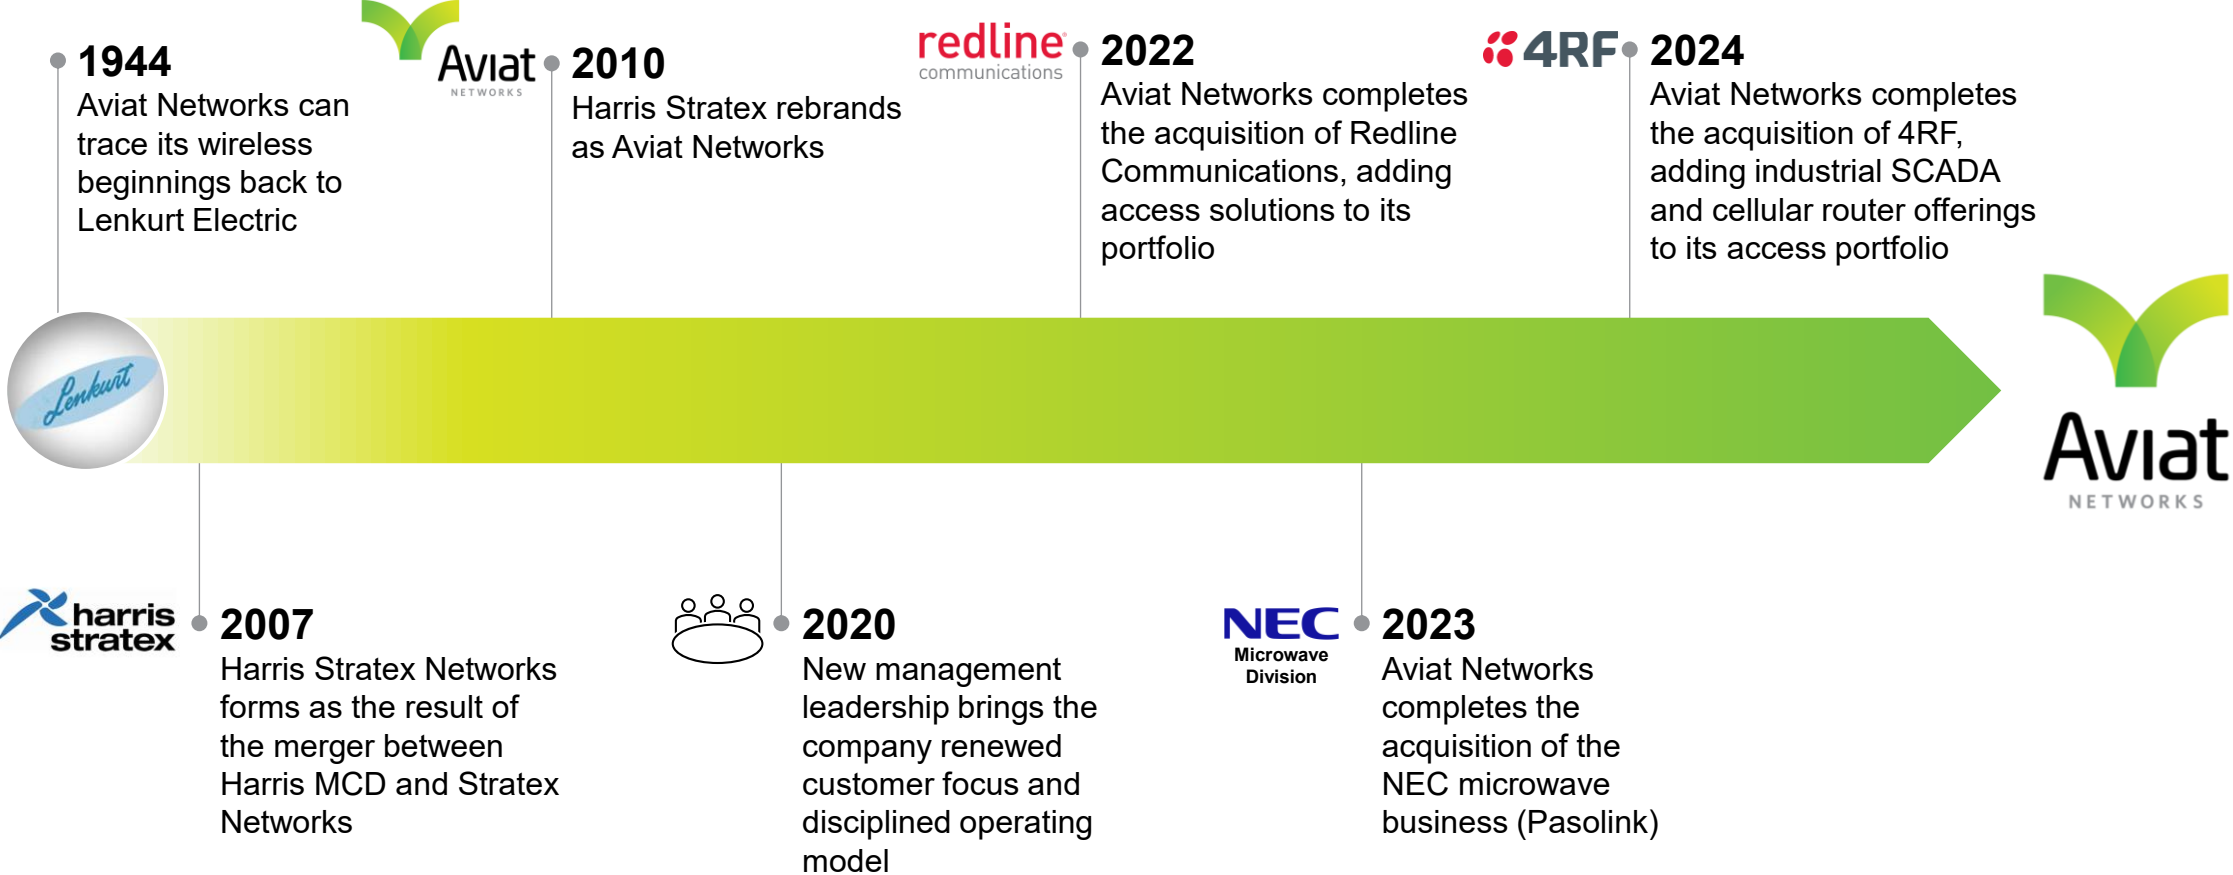 1944
Aviat Networks can
trace its wireless
beginnings back to
Lenkurt Electric
Aviat
NETWORKS
2010
Harris Stratex rebrands
as Aviat Networks
redline
communications
2022
Aviat Networks completes
the acquisition of Redline
Communications, adding
access solutions to its
portfolio
4RF
2024
Aviat Networks completes
the acquisition of 4RF,
adding industrial SCADA
and cellular router offerings
to its access portfolio
Lenkurt
Aviat
NETWORKS
harris
stratex
2007
Harris Stratex Networks
forms as the result of
the merger between
Harris MCD and Stratex
Networks
2020
New management
leadership brings the
company renewed
customer focus and
disciplined operating
model
NEC
Microwave
Division
2023
Aviat Networks
completes the
acquisition of the
NEC microwave
business (Pasolink)